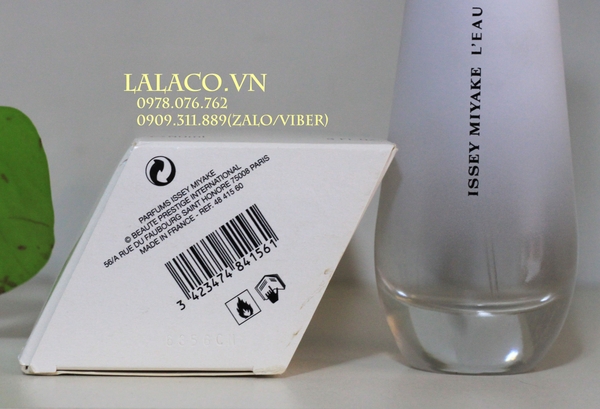 LALACO.VN
0978.076.762
0909.311.889(ZALO/VIBER)
PARFUMS ISSEY MIYAKE
© BEAUTE PRESTIGE INTERNATIONAL
56/A RUE DU FAUBOURG SAINT HONORE 75008 PARIS
MADE IN FRANCE - REF. 48 415 60
3 423474 841561
ISSEY MIYAKE L'EAU